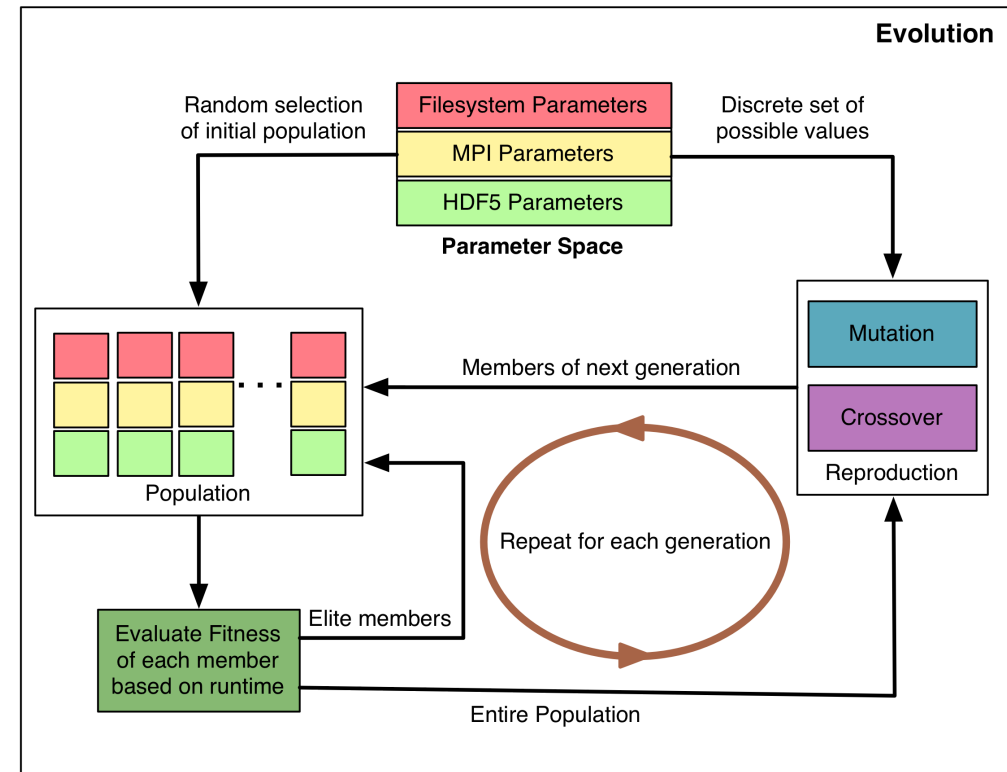 Evolution
Random selection
of initial population
Filesystem Parameters
MPI Parameters
HDF5 Parameters
Parameter Space
Discrete set of
possible values
Mutation
Crossover
Reproduction
Members of next generation
. . .
Population
Repeat for each generation
Elite members
Evaluate Fitness
of each member
based on runtime
Entire Population